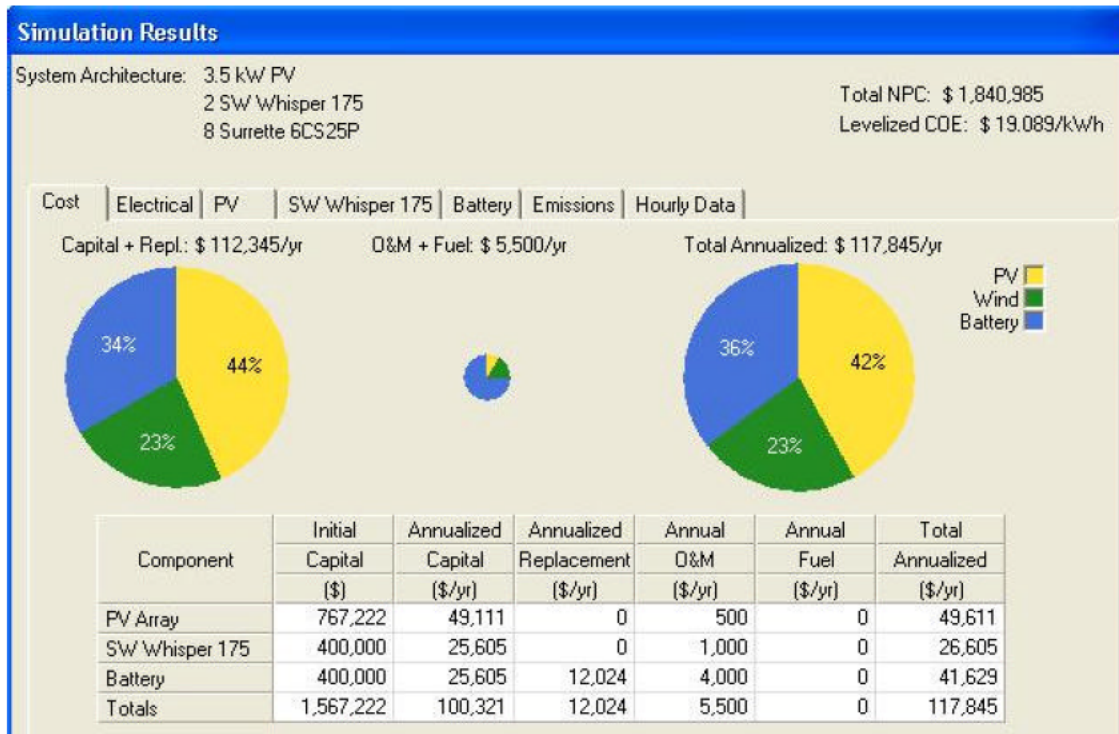 Simulation Results
System Architecture: 3.5 kW PV
2 SW Whisper 175
8 Surrette 6CS25P
Total NPC: $ 1,840,985
Levelized COE: $ 19.089/kWh
Cost Electrical PV SW Whisper 175 Battery Emissions Hourly Data
Capital + Repl.: $ 112,345/yr O&M + Fuel: $ 5,500/yr Total Annualized: $ 117,845/yr
PV
Wind
Battery
34% 44% 23%
36% 42% 23%
Component Initial Capital ($) Annualized Capital ($/yr) Annualized Replacement ($/yr) Annual O&M ($/yr) Annual Fuel ($/yr) Total Annualized ($/yr)
PV Array 767,222 49,111 0 500 0 49,611
SW Whisper 175 400,000 25,605 0 1,000 0 26,605
Battery 400,000 25,605 12,024 4,000 0 41,629
Totals 1,567,222 100,321 12,024 5,500 0 117,845